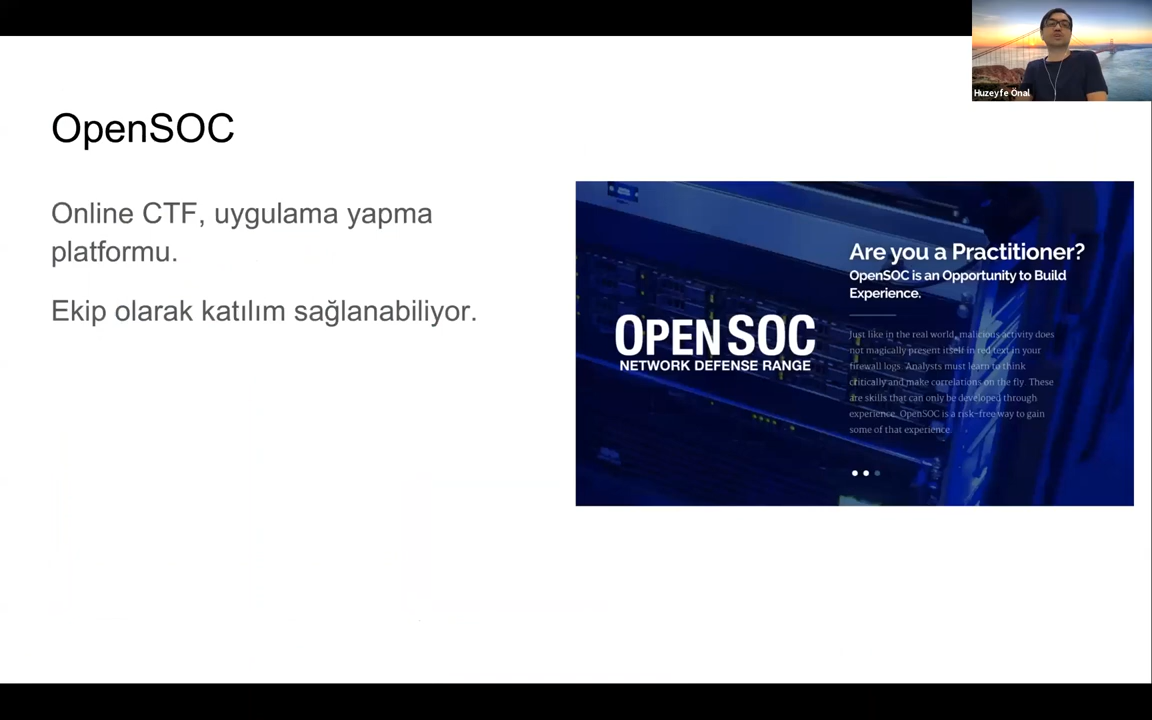 Huzeyfe Önal
OpenSOC
Online CTF, uygulama yapma
platformu.
Ekip olarak katılım sağlanabiliyor.
OPEN SOC
NETWORK DEFENSE RANGE
Are you a Practitioner?
OpenSOC is an Opportunity to Build
Experience.
Just like in the real world, malicious activity does
not magically present itself in red text in your
firewall logs. Analysts must learn to think
critically and make correlations on the fly. These
are skills that can only be developed through
experience. OpenSOC is a risk-free way to gain
some of that experience.